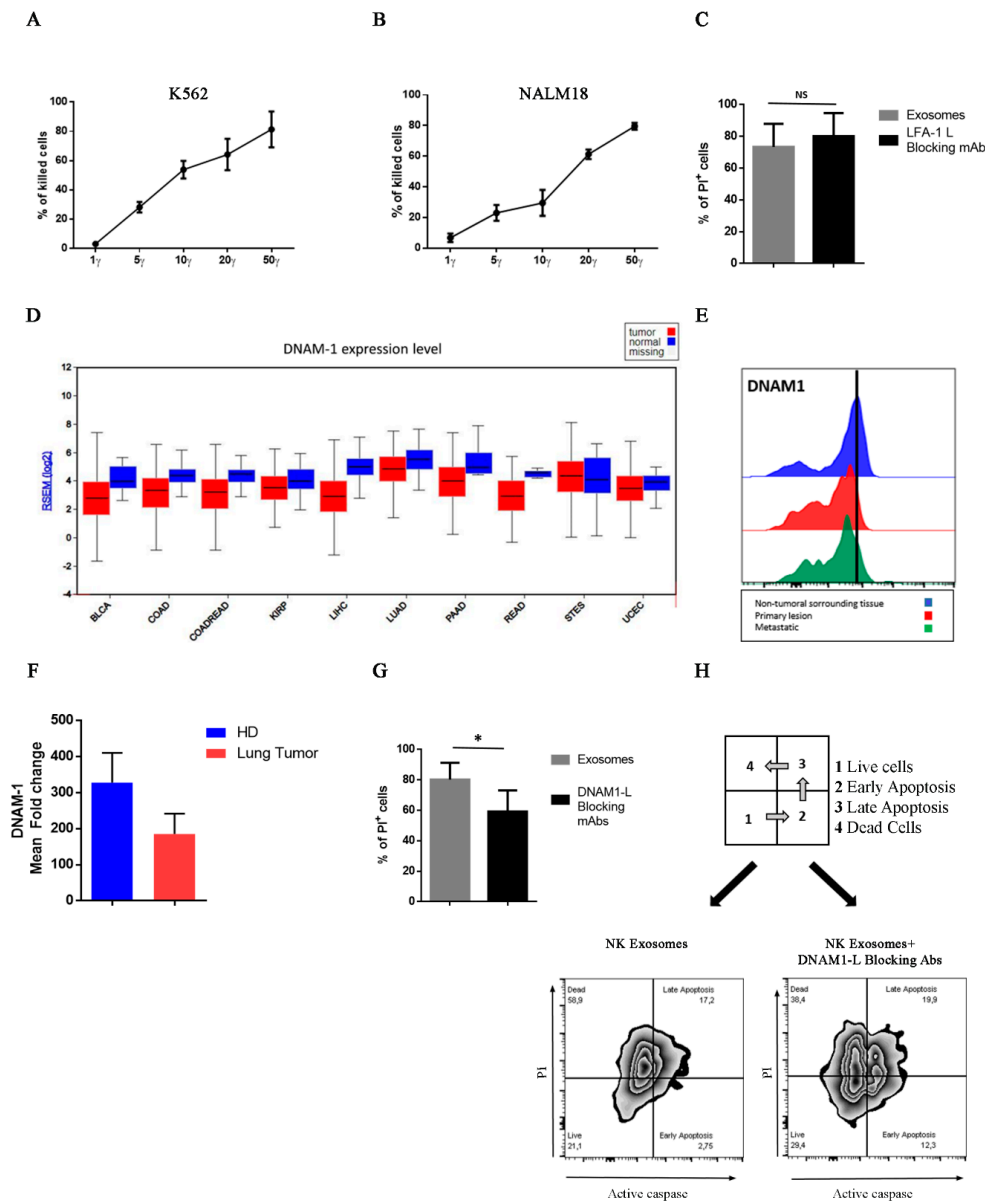 A
B
C
K562
% of killed cells
100
80
60
40
20
0
1γ 5γ 10γ 20γ 50γ
NALM18
% of killed cells
100
80
60
40
20
0
1γ 5γ 10γ 20γ 50γ
NS
% of PI+ cells
100
80
60
40
20
0
Exosomes
LFA-1 L
Blocking mAbs
D
DNAM-1 expression level
tumor
normal
missing
RSEM (log2)
12
10
8
6
4
2
0
-2
-4
BLCA COAD COADREAD KIRP LIHC LUAD PAAD READ STES UCEC
E
DNAM1
Non-tumoral sorrounding tissue
Primary lesion
Metastatic
F
DNAM-1
Mean Fold change
500
400
300
200
100
0
HD
Lung Tumor
G
*
% of PI+ cells
100
80
60
40
20
0
Exosomes
DNAM1-L
Blocking
mAbs
H
4 3
1 2
1 Live cells
2 Early Apoptosis
3 Late Apoptosis
4 Dead Cells
NK Exosomes
PI
Dead Late Apoptosis
58,9 17,2
Live Early Apoptosis
21,1 2,75
Active caspase
NK Exosomes+
DNAM1-L Blocking Abs
PI
Dead Late Apoptosis
38,4 19,9
Live Early Apoptosis
29,4 12,3
Active caspase